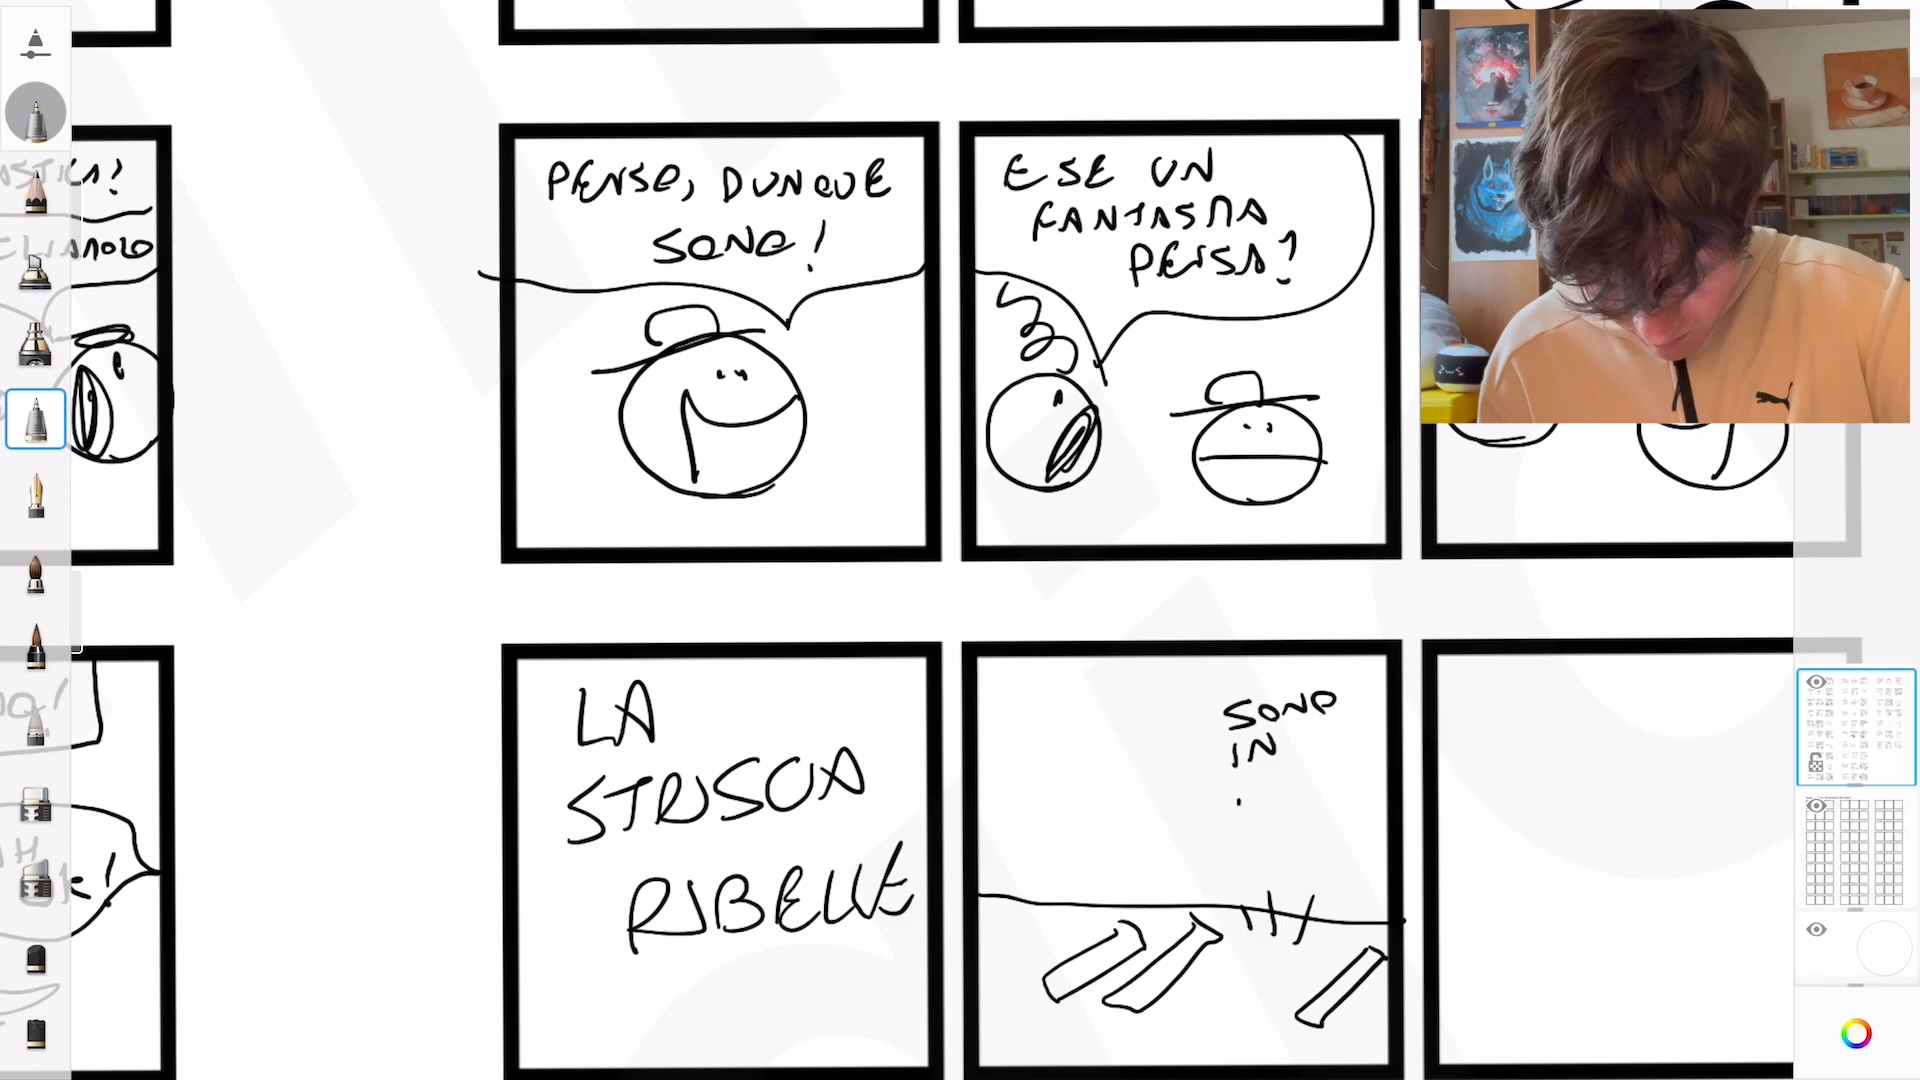 PENSO, DUNQUE
SONO!
E SE UN
FANTASMA
PENSA?
LA
STRISCIA
RIBELLE
SONO
IN